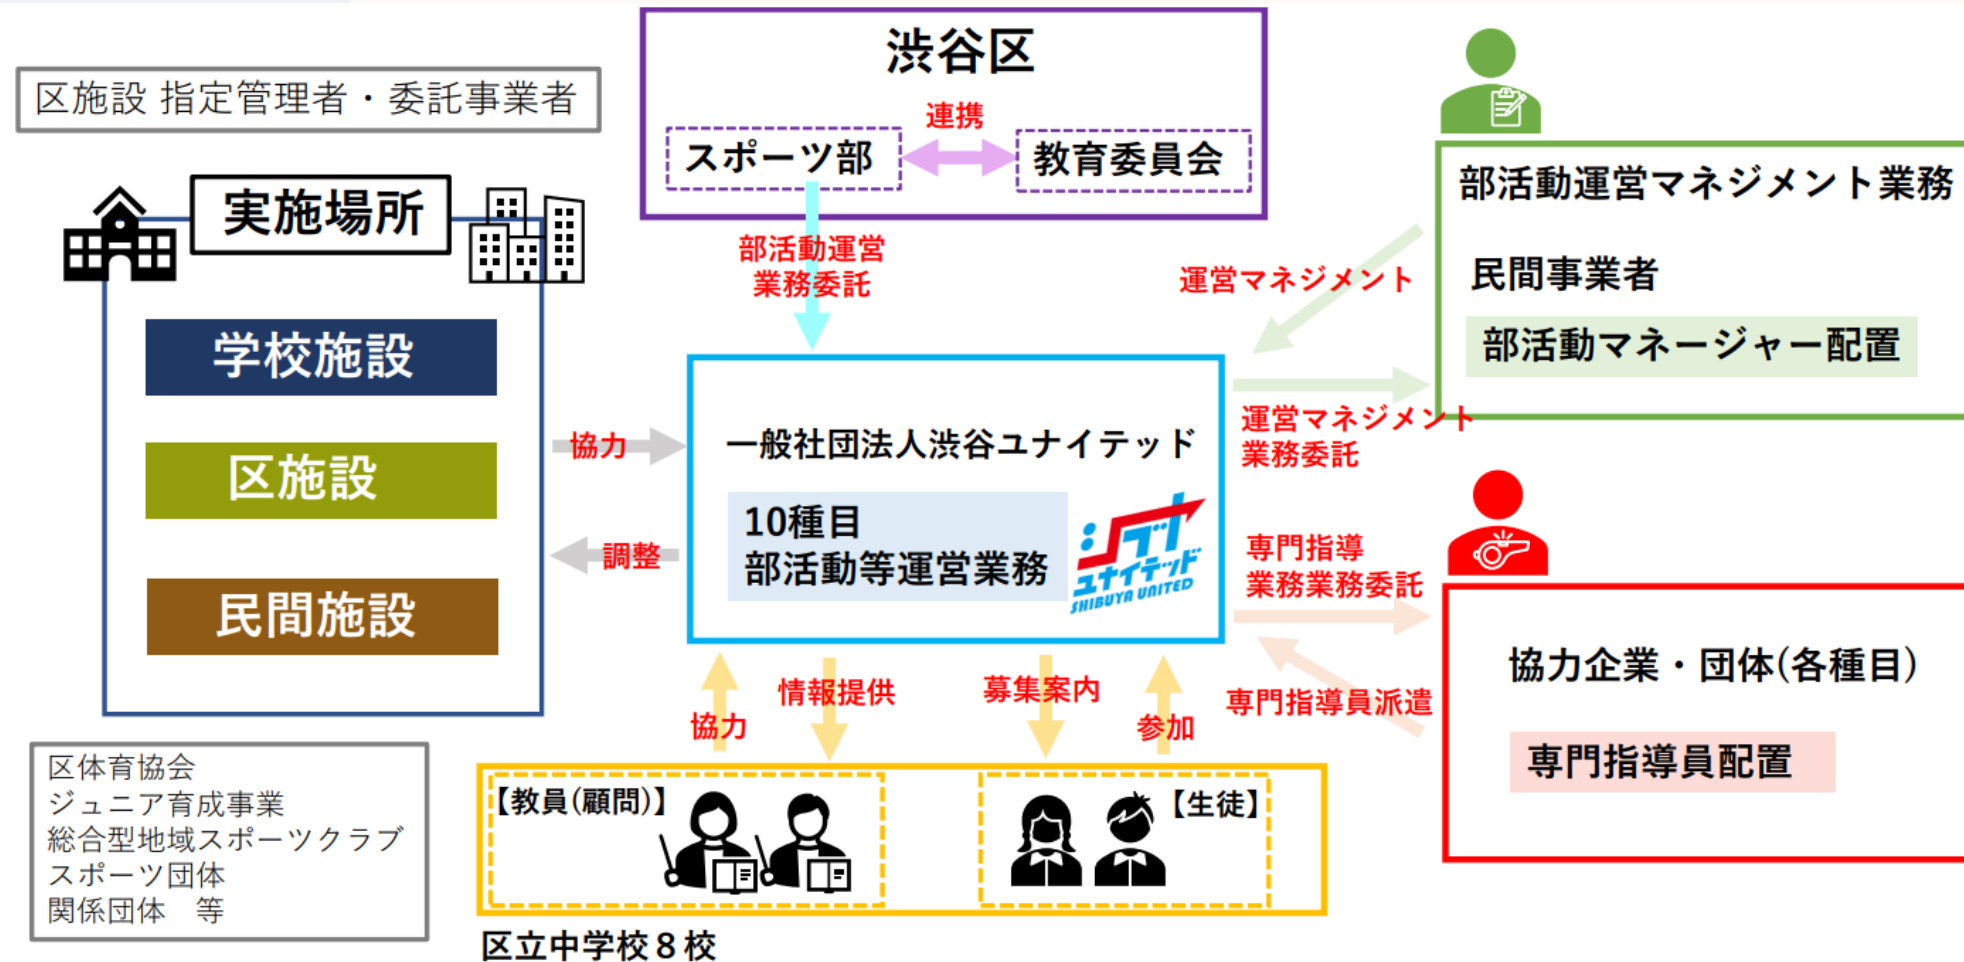 渋谷区
連携
スポーツ部
教育委員会
部活動運営
業務委託
区施設 指定管理者・委託事業者
実施場所
学校施設
区施設
民間施設
協力
調整
一般社団法人渋谷ユナイテッド
10種目
部活動等運営業務
シブヤ
ユナイテッド
SHIBUYA UNITED
部活動運営マネジメント業務
民間事業者
部活動マネージャー配置
運営マネジメント
運営マネジメント
業務委託
専門指導
業務業務委託
専門指導員派遣
協力企業・団体(各種目)
専門指導員配置
協力
情報提供
募集案内
参加
【教員(顧問)】
【生徒】
区立中学校８校
区体育協会
ジュニア育成事業
総合型地域スポーツクラブ
スポーツ団体
関係団体　等